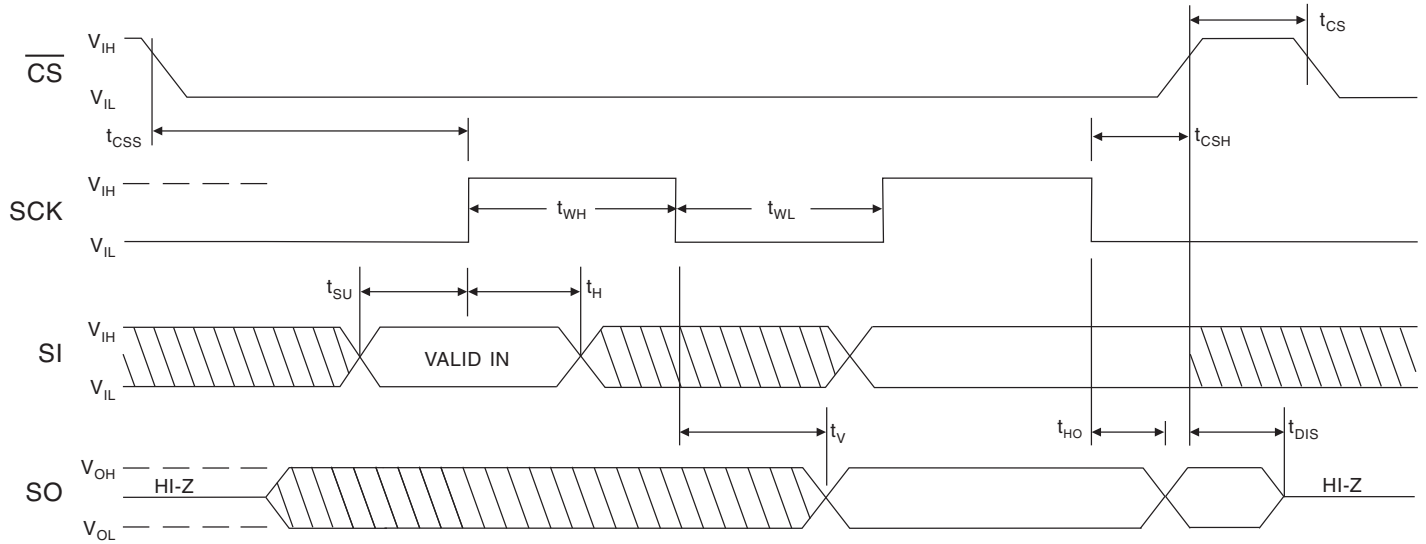 t_CS
V_IH
CS
V_IL
t_CSS
t_CSH
V_IH
SCK
t_WH
t_WL
V_IL
t_SU
t_H
V_IH
SI
VALID IN
V_IL
t_V
t_HO
t_DIS
V_OH
SO
HI-Z
HI-Z
V_OL